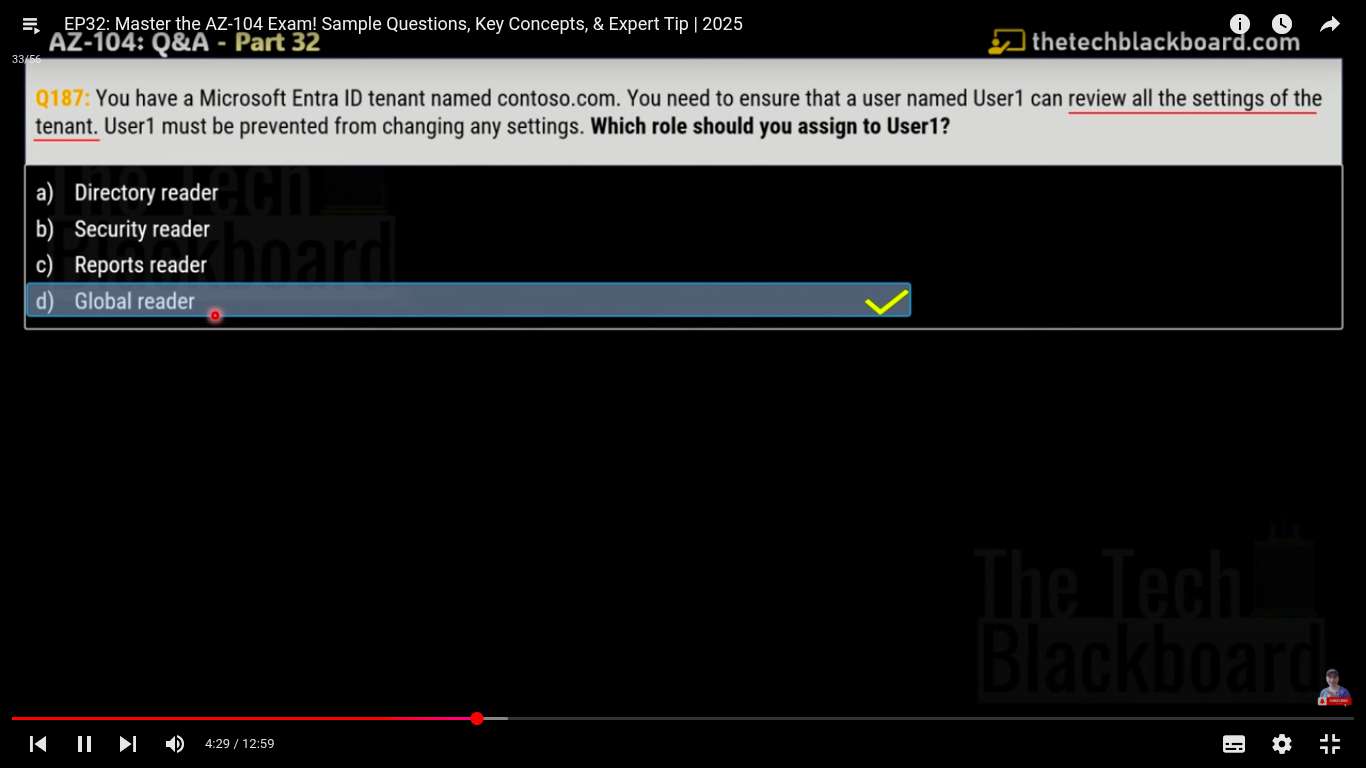 EP32: Master the AZ-104 Exam! Sample Questions, Key Concepts, & Expert Tip | 2025
AZ-104: Q&A - Part 32
thetechblackboard.com
33/56
Q187: You have a Microsoft Entra ID tenant named contoso.com. You need to ensure that a user named User1 can review all the settings of the
tenant. User1 must be prevented from changing any settings. Which role should you assign to User1?
The Tech
Blackboard
a) Directory reader
b) Security reader
c) Reports reader
d) Global reader
The Tech
Blackboard
4:29 / 12:59